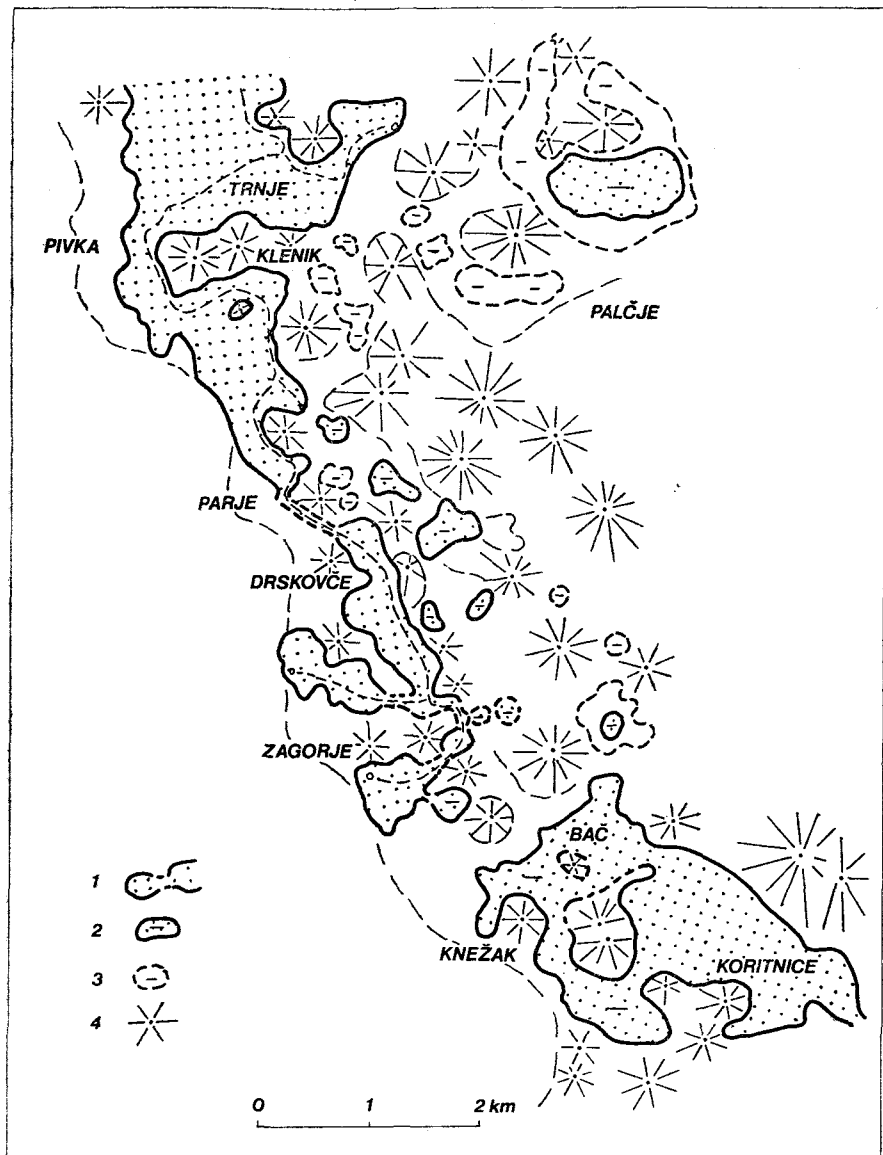 TRNJE
PIVKA
KLENIK
PALČJE
PARJE
DRSKOVČE
ZAGORJE
BAČ
KNEŽAK
KORITNICE
1
2
3
4
0 1 2 km